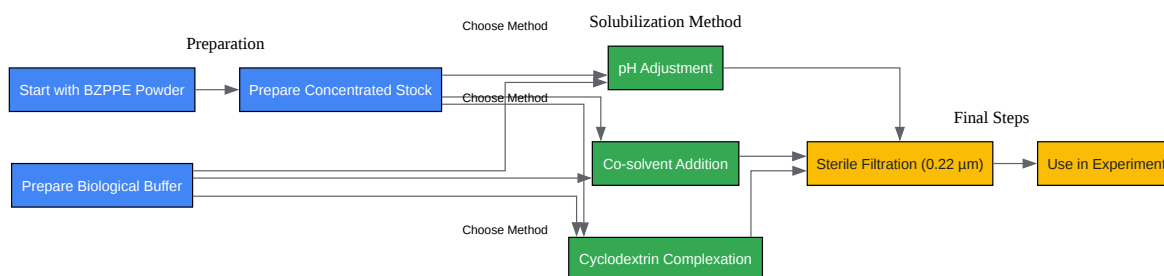 Choose Method
Solubilization Method
Preparation
pH Adjustment
Start with BZPPE Powder
Prepare Concentrated Stock
Choose Method
Final Steps
Co-solvent Addition
Sterile Filtration (0.22 µm)
Use in Experiment
Prepare Biological Buffer
Choose Method
Cyclodextrin Complexation